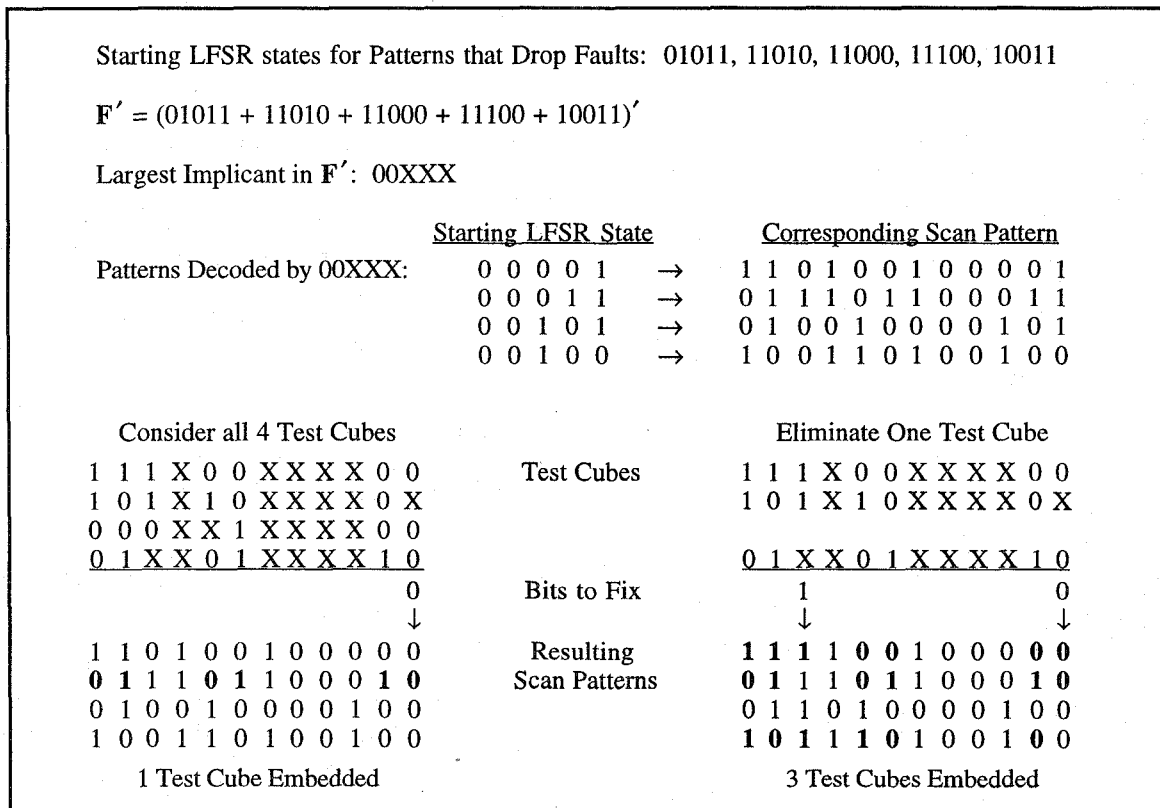 Starting LFSR states for Patterns that Drop Faults: 01011, 11010, 11000, 11100, 10011
F′ = (01011 + 11010 + 11000 + 11100 + 10011)′
Largest Implicant in F′: 00XXX
Starting LFSR State Corresponding Scan Pattern
Patterns Decoded by 00XXX: 0 0 0 0 1 → 1 1 0 1 0 0 1 0 0 0 0 1
0 0 0 1 1 → 0 1 1 1 0 1 1 0 0 0 1 1
0 0 1 0 1 → 0 1 0 0 1 0 0 0 0 1 0 1
0 0 1 0 0 → 1 0 0 1 1 0 1 0 0 1 0 0
Consider all 4 Test Cubes Eliminate One Test Cube
1 1 1 X 0 0 X X X X 0 0 Test Cubes 1 1 1 X 0 0 X X X X 0 0
1 0 1 X 1 0 X X X X 0 X 1 0 1 X 1 0 X X X X 0 X
0 0 0 X X 1 X X X X 0 0
0 1 X X 0 1 X X X X 1 0 0 1 X X 0 1 X X X X 1 0
0 Bits to Fix 1 0
↓ ↓ ↓
1 1 0 1 0 0 1 0 0 0 0 0 Resulting 1 1 1 1 0 0 1 0 0 0 0 0
0 1 1 1 0 1 1 0 0 0 1 0 Scan Patterns 0 1 1 1 0 1 1 0 0 0 1 0
0 1 0 0 1 0 0 0 0 1 0 0 0 1 1 0 1 0 0 0 0 1 0 0
1 0 0 1 1 0 1 0 0 1 0 0 1 0 1 1 1 0 1 0 0 1 0 0
1 Test Cube Embedded 3 Test Cubes Embedded